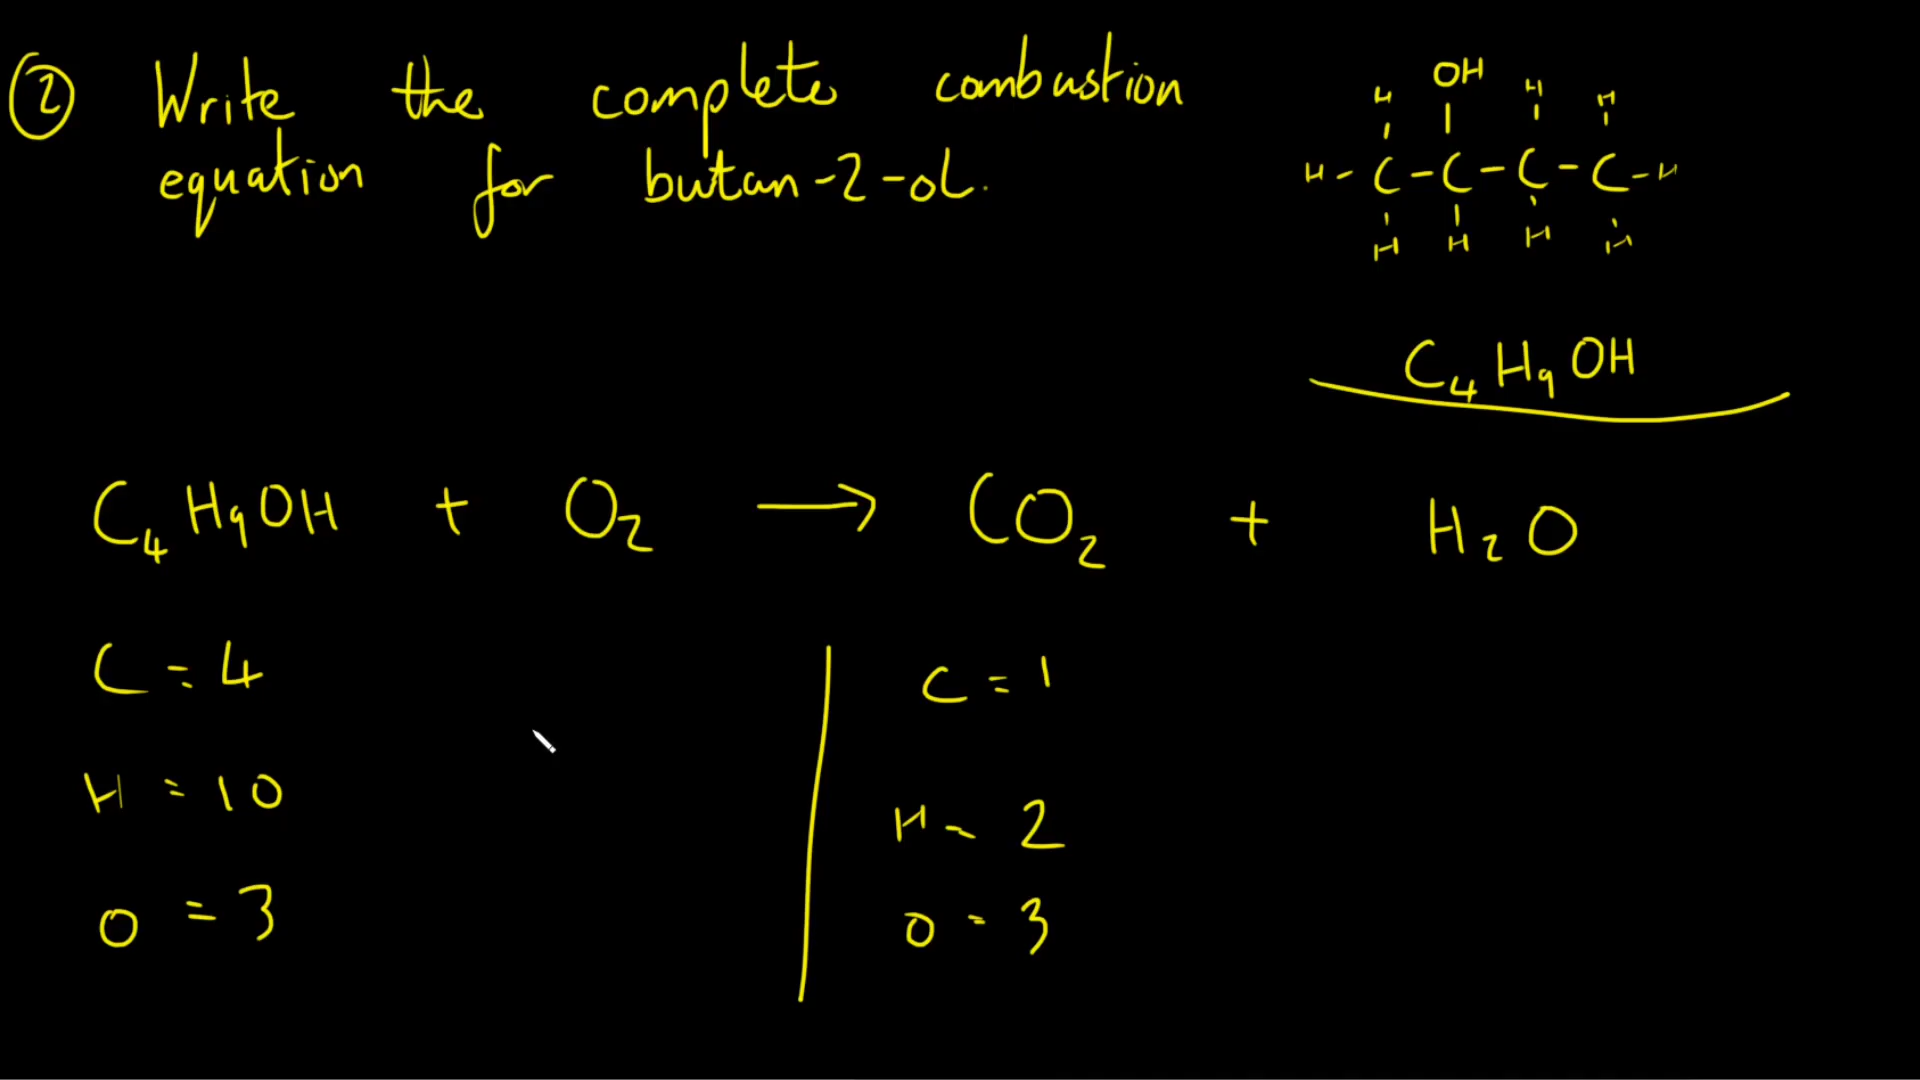 ② Write the complete combustion
equation for butan-2-ol.
H OH H H
H-C-C-C-C-H
H H H H
C₄H₉OH
C₄H₉OH + O₂ → CO₂ + H₂O
C = 4
C = 1
H = 10
H = 2
O = 3
O = 3